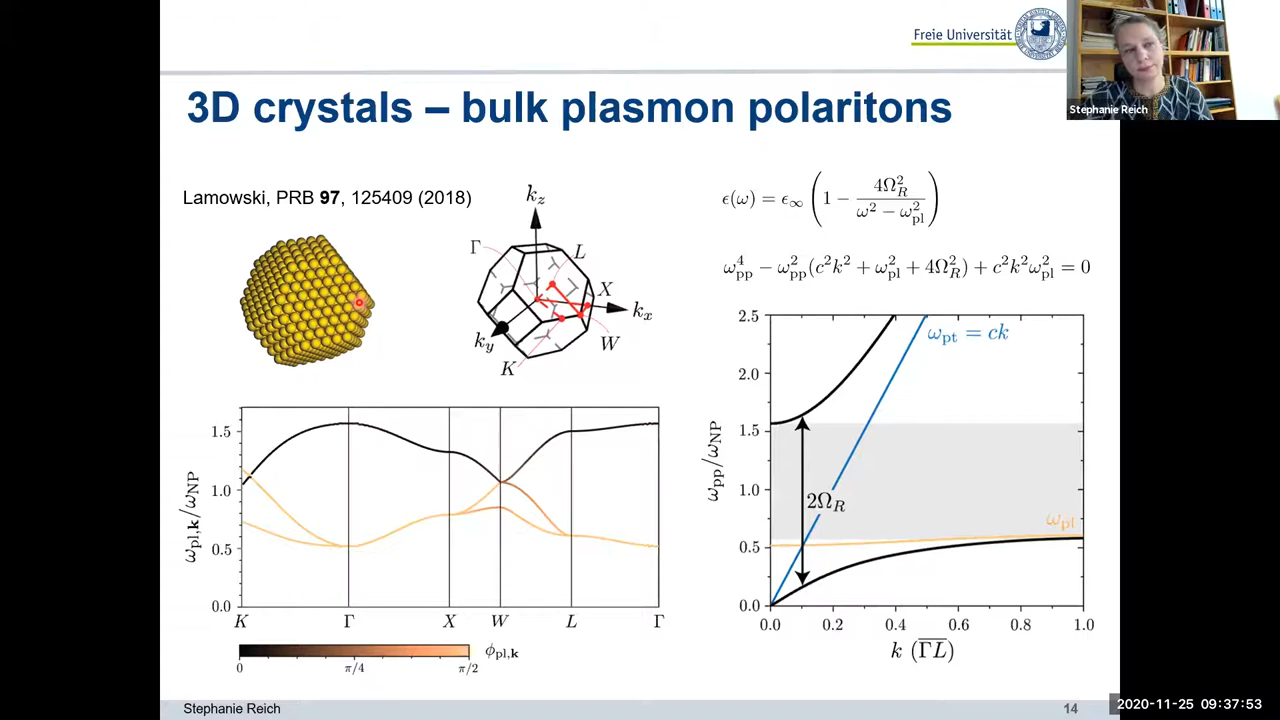 Freie Universität
Stephanie Reich
3D crystals – bulk plasmon polaritons
Lamowski, PRB 97, 125409 (2018)
k_z
Γ
L
X
k_x
k_y
W
K
ϵ(ω) = ϵ_∞ (1 − 4Ω_R^2 / (ω^2 − ω_pl^2))
ω_pp^4 − ω_pp^2(c^2k^2 + ω_pl^2 + 4Ω_R^2) + c^2k^2ω_pl^2 = 0
ω_pl,k/ω_NP
1.5
1.0
0.5
0.0
K Γ X W L Γ
0 π/4 π/2
ϕ_pl,k
ω_pp/ω_NP
2.5
2.0
1.5
1.0
0.5
0.0
ω_pt = ck
2Ω_R
ω_pl
0.0 0.2 0.4 0.6 0.8 1.0
k (ΓL)
Stephanie Reich
14
2020-11-25 09:37:53